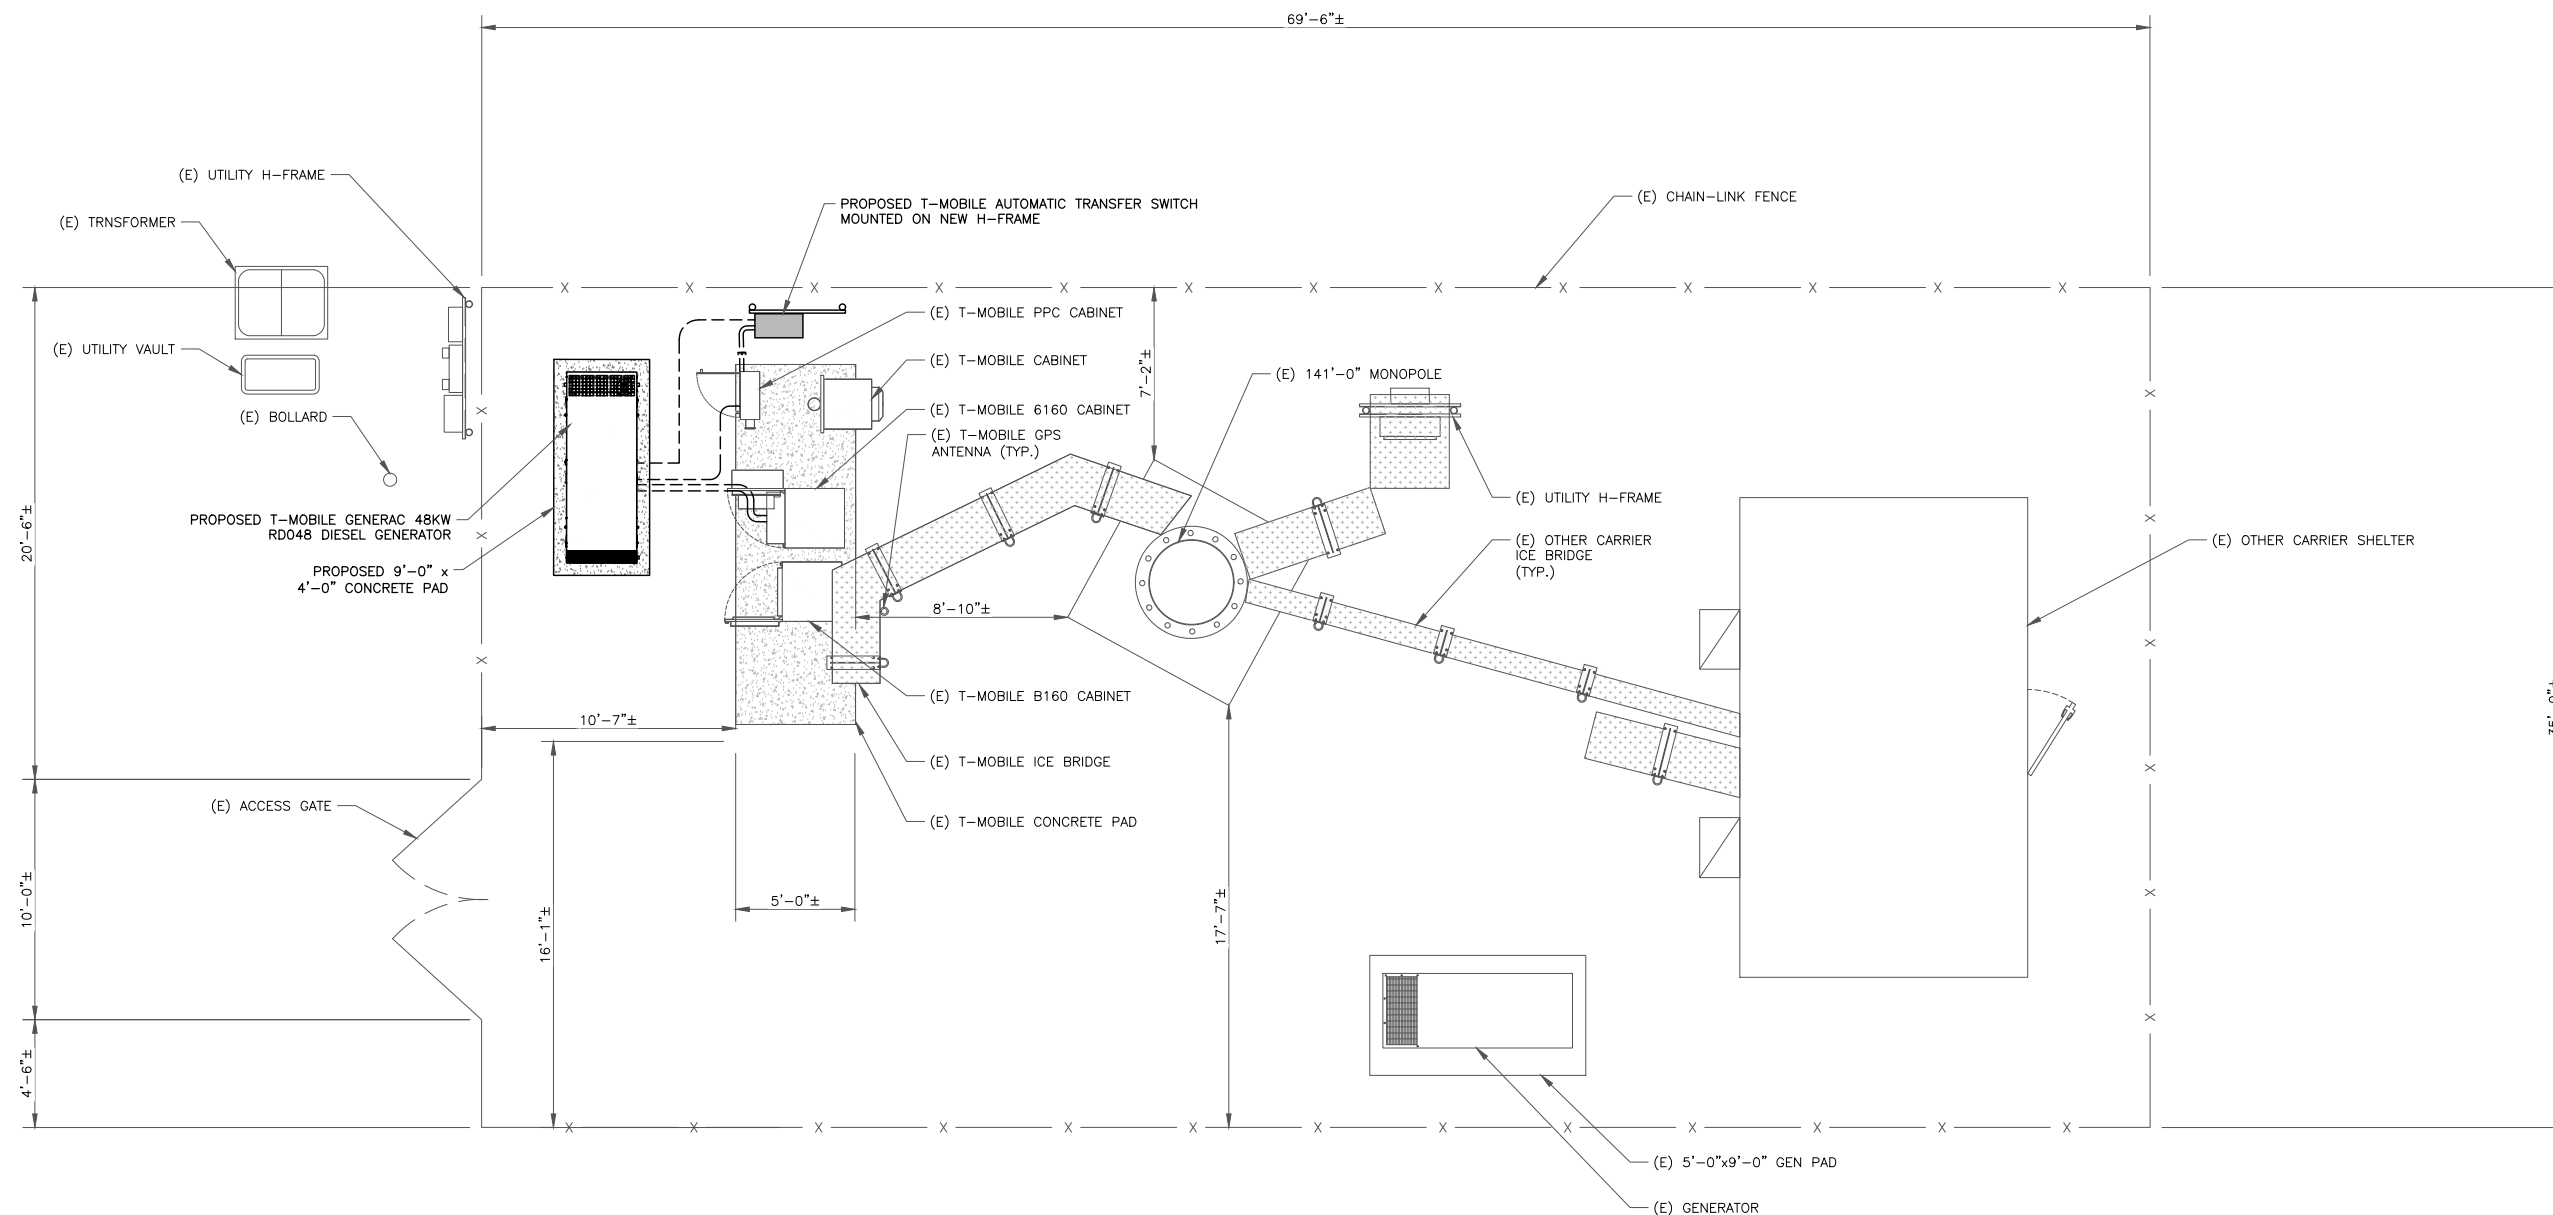 69'-6"±
(E) UTILITY H-FRAME
(E) TRNSFORMER
(E) UTILITY VAULT
(E) BOLLARD
PROPOSED T-MOBILE GENERAC 48KW
RD048 DIESEL GENERATOR
PROPOSED 9'-0" x
4'-0" CONCRETE PAD
20'-6"±
10'-0"±
4'-6"±
(E) ACCESS GATE
PROPOSED T-MOBILE AUTOMATIC TRANSFER SWITCH
MOUNTED ON NEW H-FRAME
(E) CHAIN-LINK FENCE
(E) T-MOBILE PPC CABINET
(E) T-MOBILE CABINET
(E) T-MOBILE 6160 CABINET
(E) T-MOBILE GPS
ANTENNA (TYP.)
7'-2"±
(E) 141'-0" MONOPOLE
(E) UTILITY H-FRAME
(E) OTHER CARRIER
ICE BRIDGE
(TYP.)
(E) OTHER CARRIER SHELTER
8'-10"±
10'-7"±
(E) T-MOBILE B160 CABINET
(E) T-MOBILE ICE BRIDGE
(E) T-MOBILE CONCRETE PAD
5'-0"±
16'-1"±
17'-7"±
35'-0"±
(E) 5'-0"x9'-0" GEN PAD
(E) GENERATOR
X X X X X X X X X X X X X
X X X
X X X X X X
X X X X X X X X X X X X X